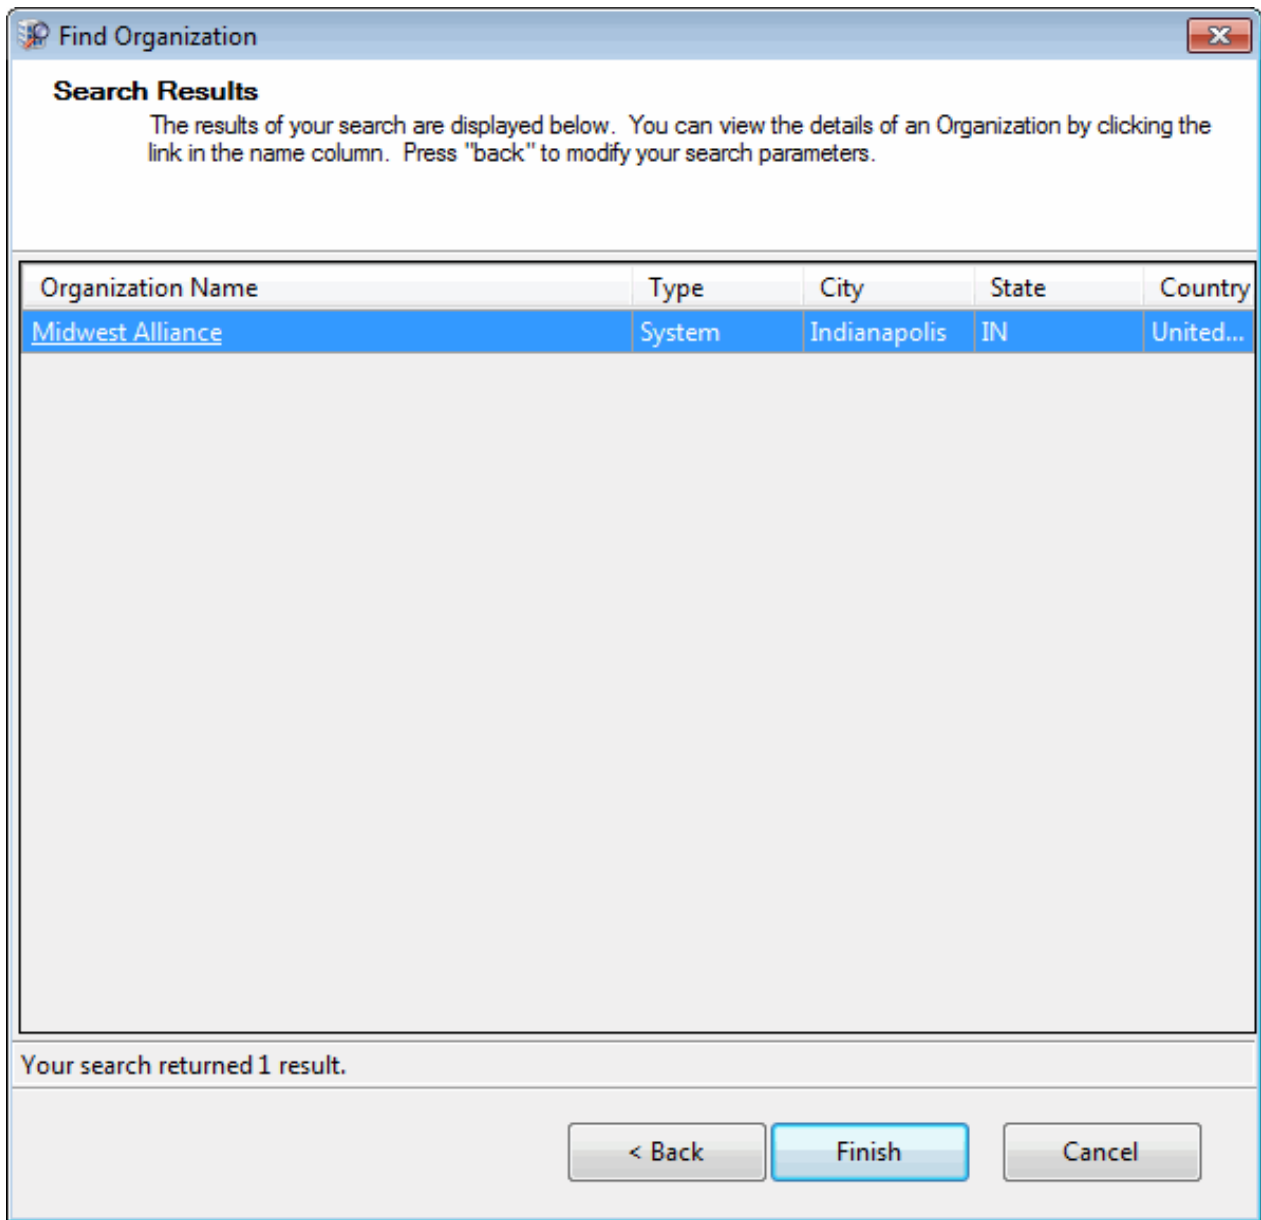 Find Organization
Search Results
The results of your search are displayed below.  You can view the details of an Organization by clicking the
link in the name column.  Press "back" to modify your search parameters.
Organization Name Type City State Country
Midwest Alliance System Indianapolis IN United...
Your search returned 1 result.
< Back Finish Cancel